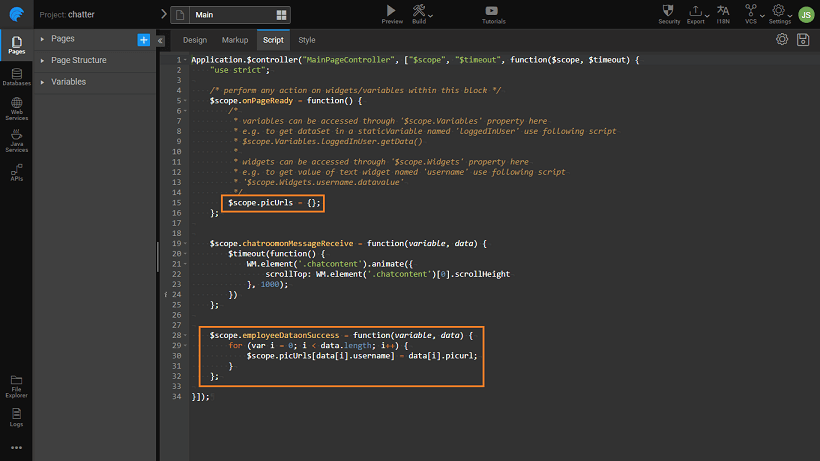 Project: chatter
Main
Preview
Build
Tutorials
Security
Export
I18N
VCS
Settings
JS
Pages
Databases
Web Services
Java Services
APIs
File Explorer
Logs
Pages
Page Structure
Variables
Design
Markup
Script
Style
1 Application.$controller("MainPageController", ["$scope", "$timeout", function($scope, $timeout) {
2 "use strict";
3
4 /* perform any action on widgets/variables within this block */
5 $scope.onPageReady = function() {
6 /*
7 * variables can be accessed through '$scope.Variables' property here
8 * e.g. to get dataSet in a staticVariable named 'loggedInUser' use following script
9 * $scope.Variables.loggedInUser.getData()
10 *
11 * widgets can be accessed through '$scope.Widgets' property here
12 * e.g. to get value of text widget named 'username' use following script
13 * '$scope.Widgets.username.datavalue'
14 */
15 $scope.picUrls = {};
16 };
17
18
19 $scope.chatroomonMessageReceive = function(variable, data) {
20 $timeout(function() {
21 WM.element('.chatcontent').animate({
22 scrollTop: WM.element('.chatcontent')[0].scrollHeight
23 }, 1000);
24 })
25 };
26
27
28 $scope.employeeDataonSuccess = function(variable, data) {
29 for (var i = 0; i < data.length; i++) {
30 $scope.picUrls[data[i].username] = data[i].picurl;
31 }
32 };
33
34 }]);